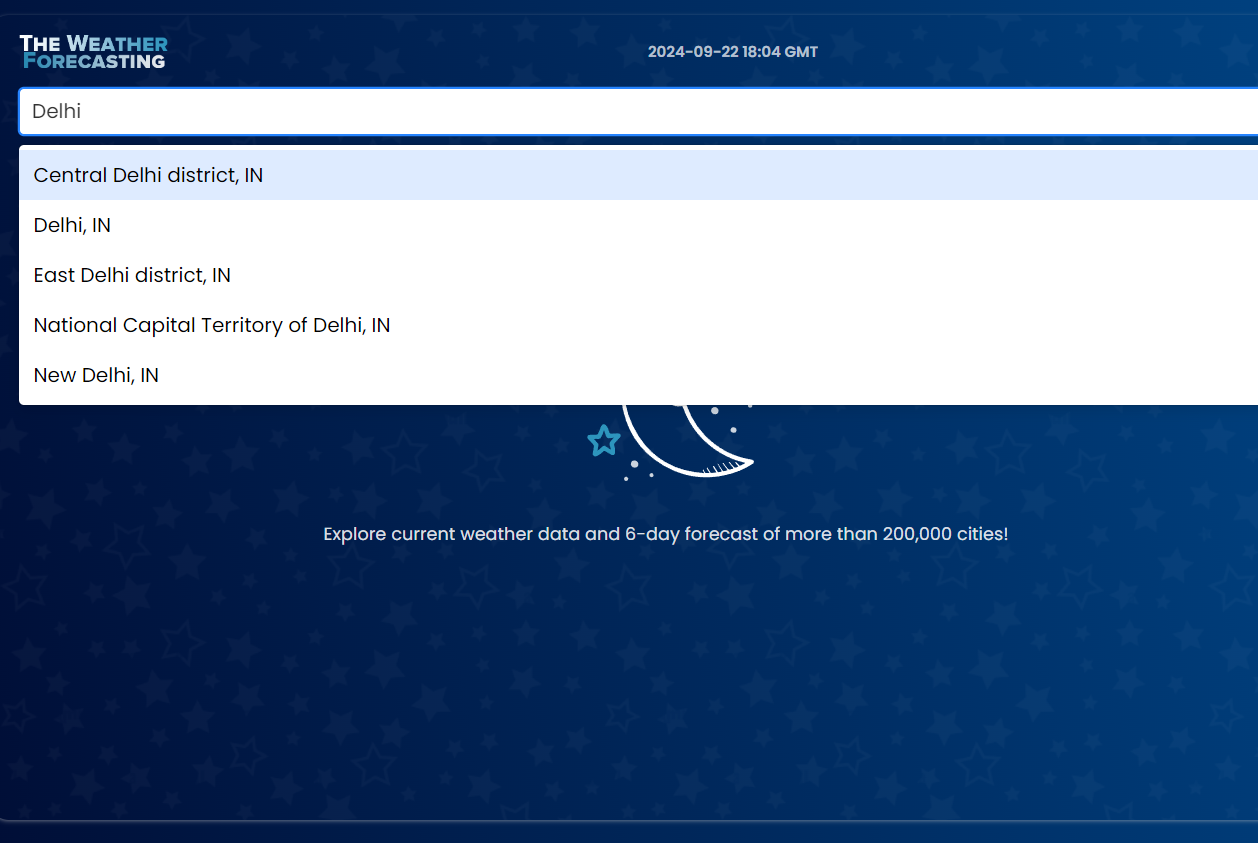 THE WEATHER
FORECASTING
2024-09-22 18:04 GMT
Delhi
Central Delhi district, IN
Delhi, IN
East Delhi district, IN
National Capital Territory of Delhi, IN
New Delhi, IN
Explore current weather data and 6-day forecast of more than 200,000 cities!